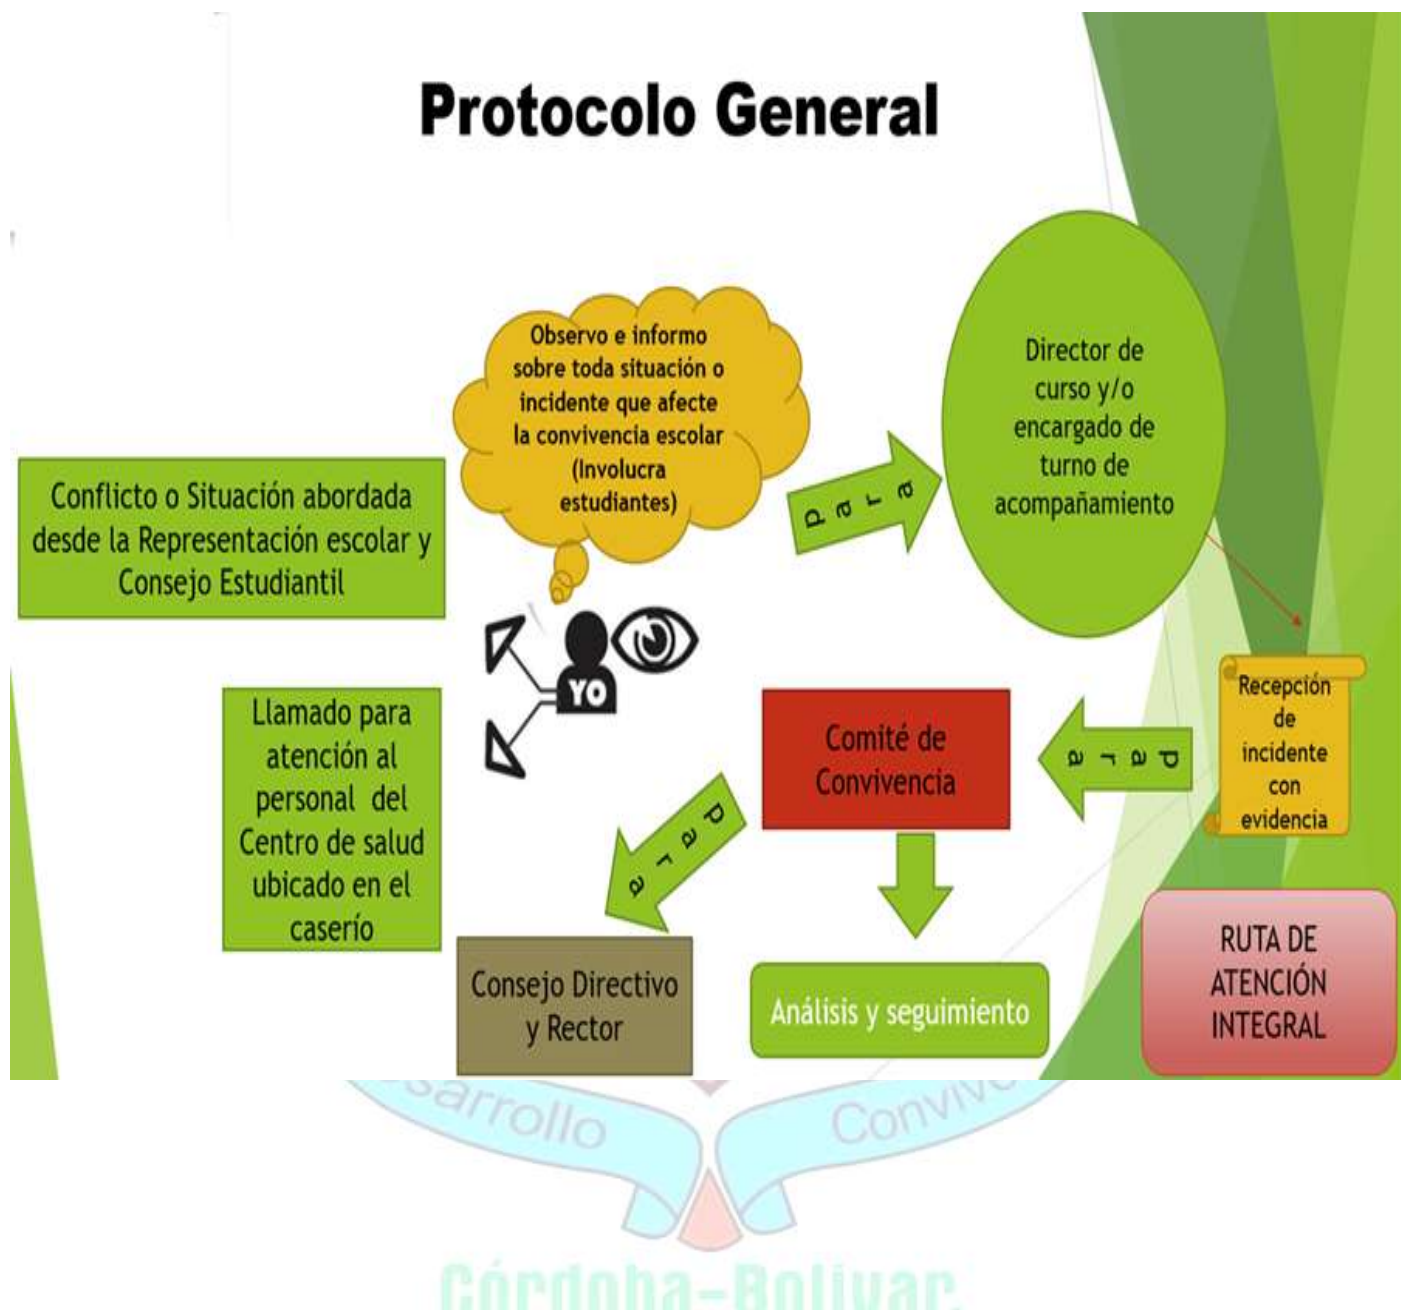 Protocolo General
Observo e informo
sobre toda situación o
incidente que afecte
la convivencia escolar
(Involucra
estudiantes)
Para
Director de
curso y/o
encargado de
turno de
acompañamiento
Conflicto o Situación abordada
desde la Representación escolar y
Consejo Estudiantil
YO
Llamado para
atención al
personal del
Centro de salud
ubicado en el
caserío
Comité de
Convivencia
Para
Recepción
de
incidente
con
evidencia
Para
Consejo Directivo
y Rector
Análisis y seguimiento
RUTA DE
ATENCIÓN
INTEGRAL
Córdoba-Bolivar